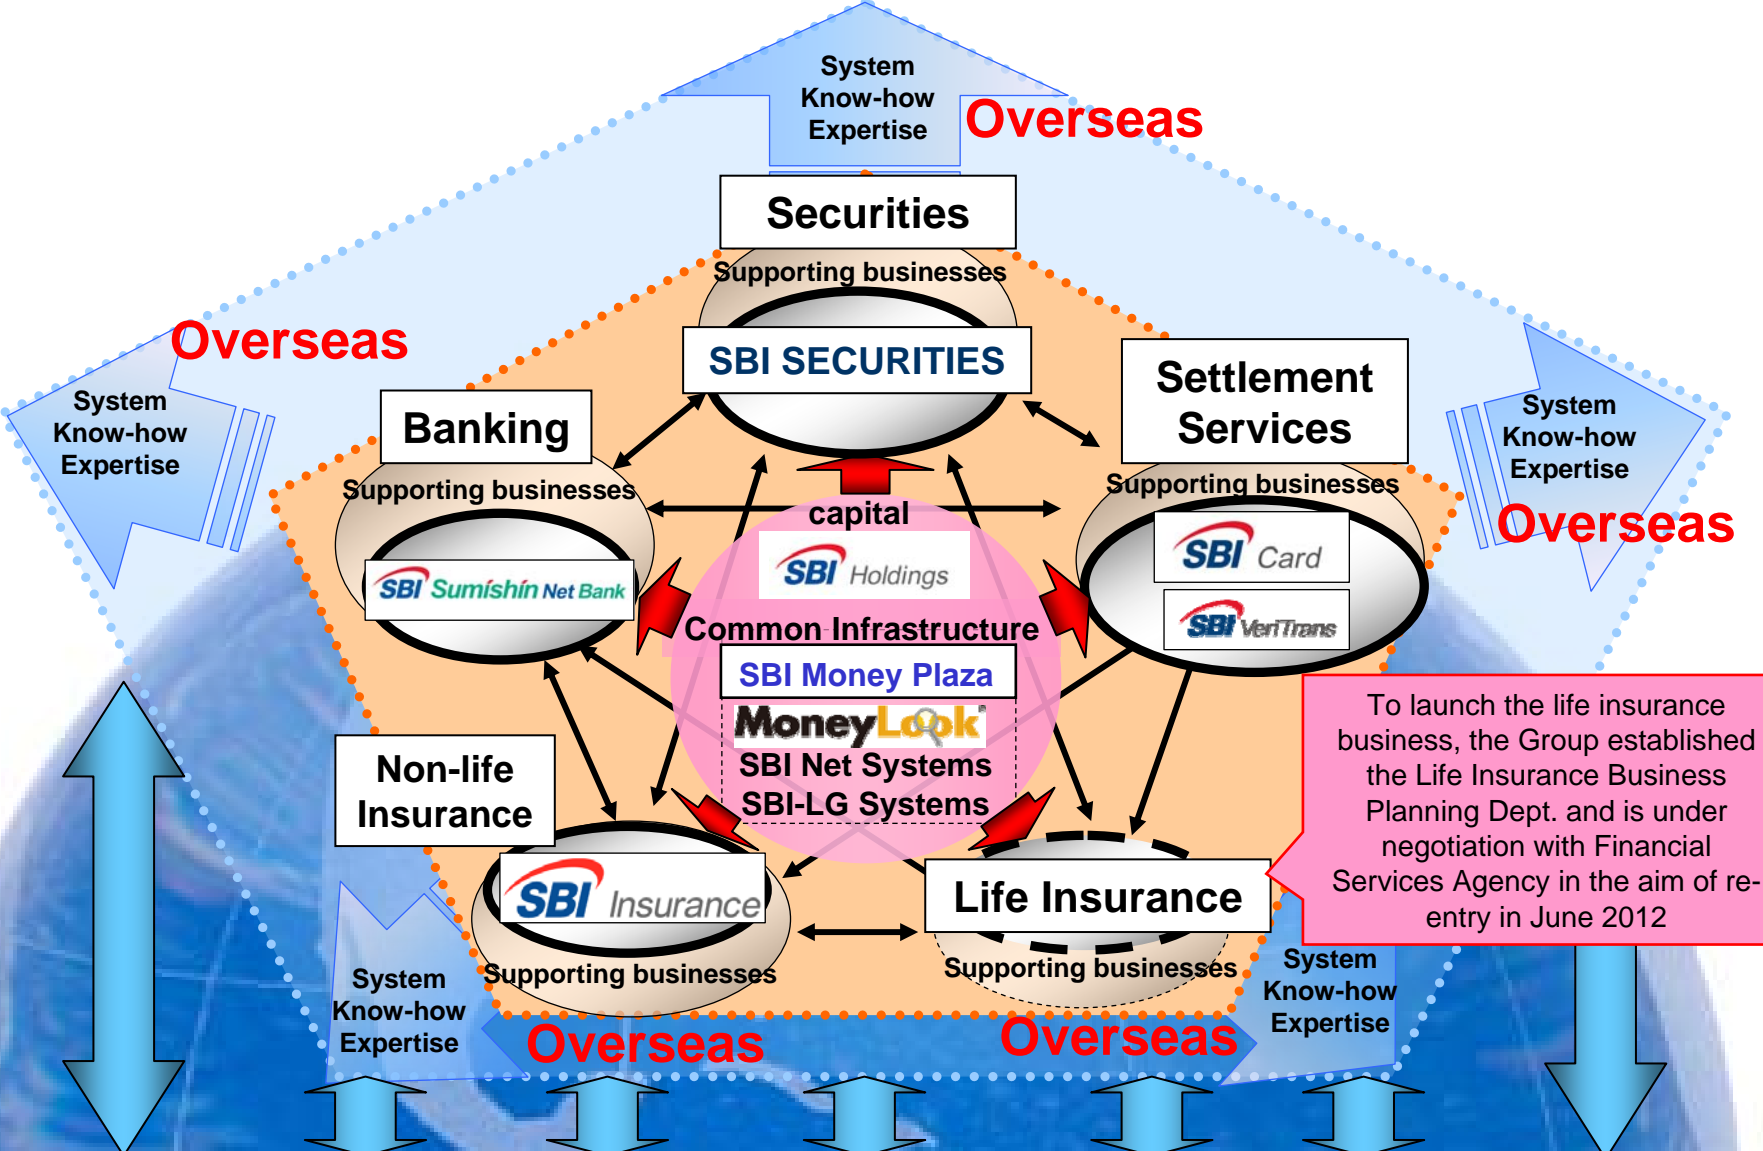 System
Know-how
Expertise
Overseas
Securities
Supporting businesses
SBI SECURITIES
Overseas
System
Know-how
Expertise
Banking
Supporting businesses
SBI Sumishin Net Bank
Settlement
Services
Supporting businesses
SBI Card
SBI VeriTrans
System
Know-how
Expertise
Overseas
capital
SBI Holdings
Common Infrastructure
SBI Money Plaza
MoneyLook
SBI Net Systems
SBI-LG Systems
Non-life
Insurance
SBI Insurance
Supporting businesses
Life Insurance
Supporting businesses
To launch the life insurance
business, the Group established
the Life Insurance Business
Planning Dept. and is under
negotiation with Financial
Services Agency in the aim of re-
entry in June 2012
System
Know-how
Expertise
Overseas
Overseas
System
Know-how
Expertise